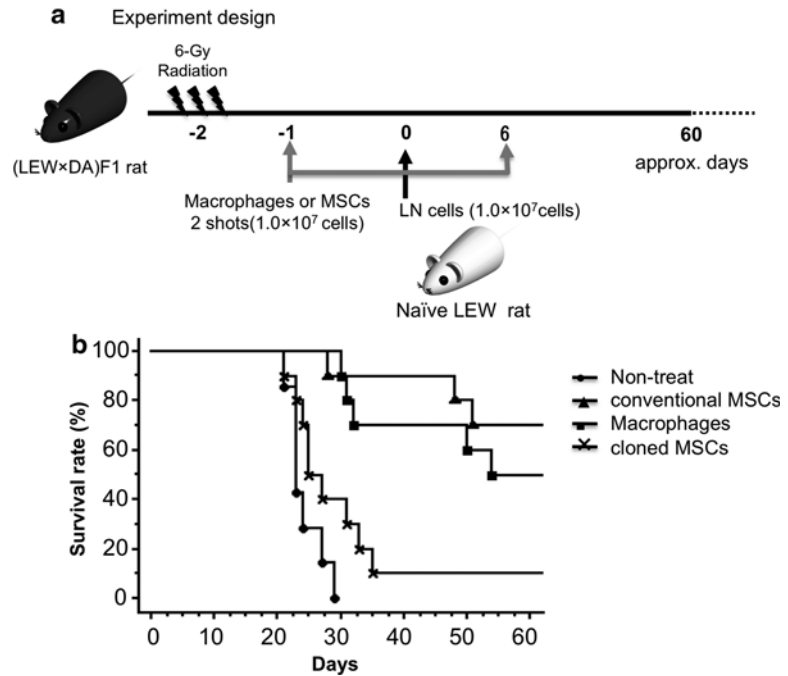 a Experiment design
6-Gy
Radiation
-2 -1 0 6 60
(LEW×DA)F1 rat
approx. days
Macrophages or MSCs
2 shots(1.0×10⁷ cells)
LN cells (1.0×10⁷cells)
Naïve LEW rat
b
100
80
60
40
20
0
Survival rate (%)
0 10 20 30 40 50 60
Days
Non-treat
conventional MSCs
Macrophages
cloned MSCs